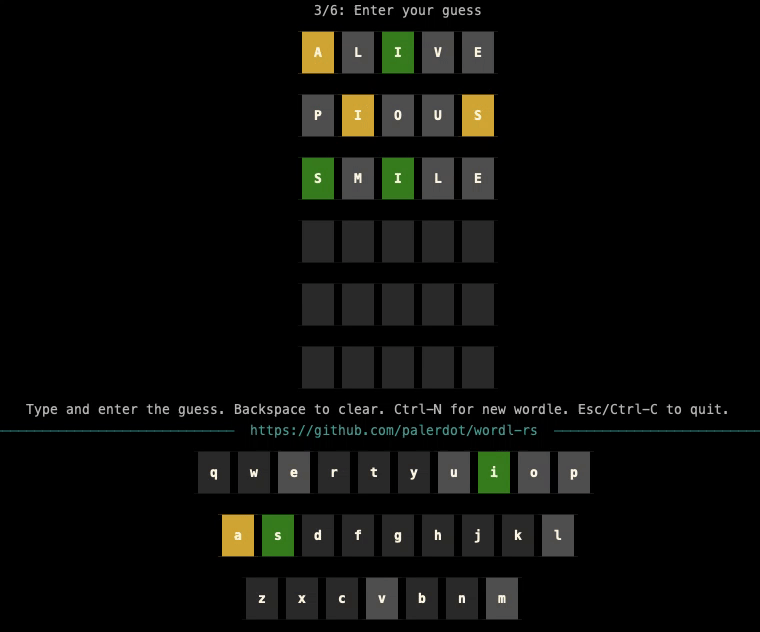 3/6: Enter your guess
A L I V E
P I O U S
S M I L E
Type and enter the guess. Backspace to clear. Ctrl-N for new wordle. Esc/Ctrl-C to quit.
https://github.com/palerdot/wordl-rs
q w e r t y u i o p
a s d f g h j k l
z x c v b n m